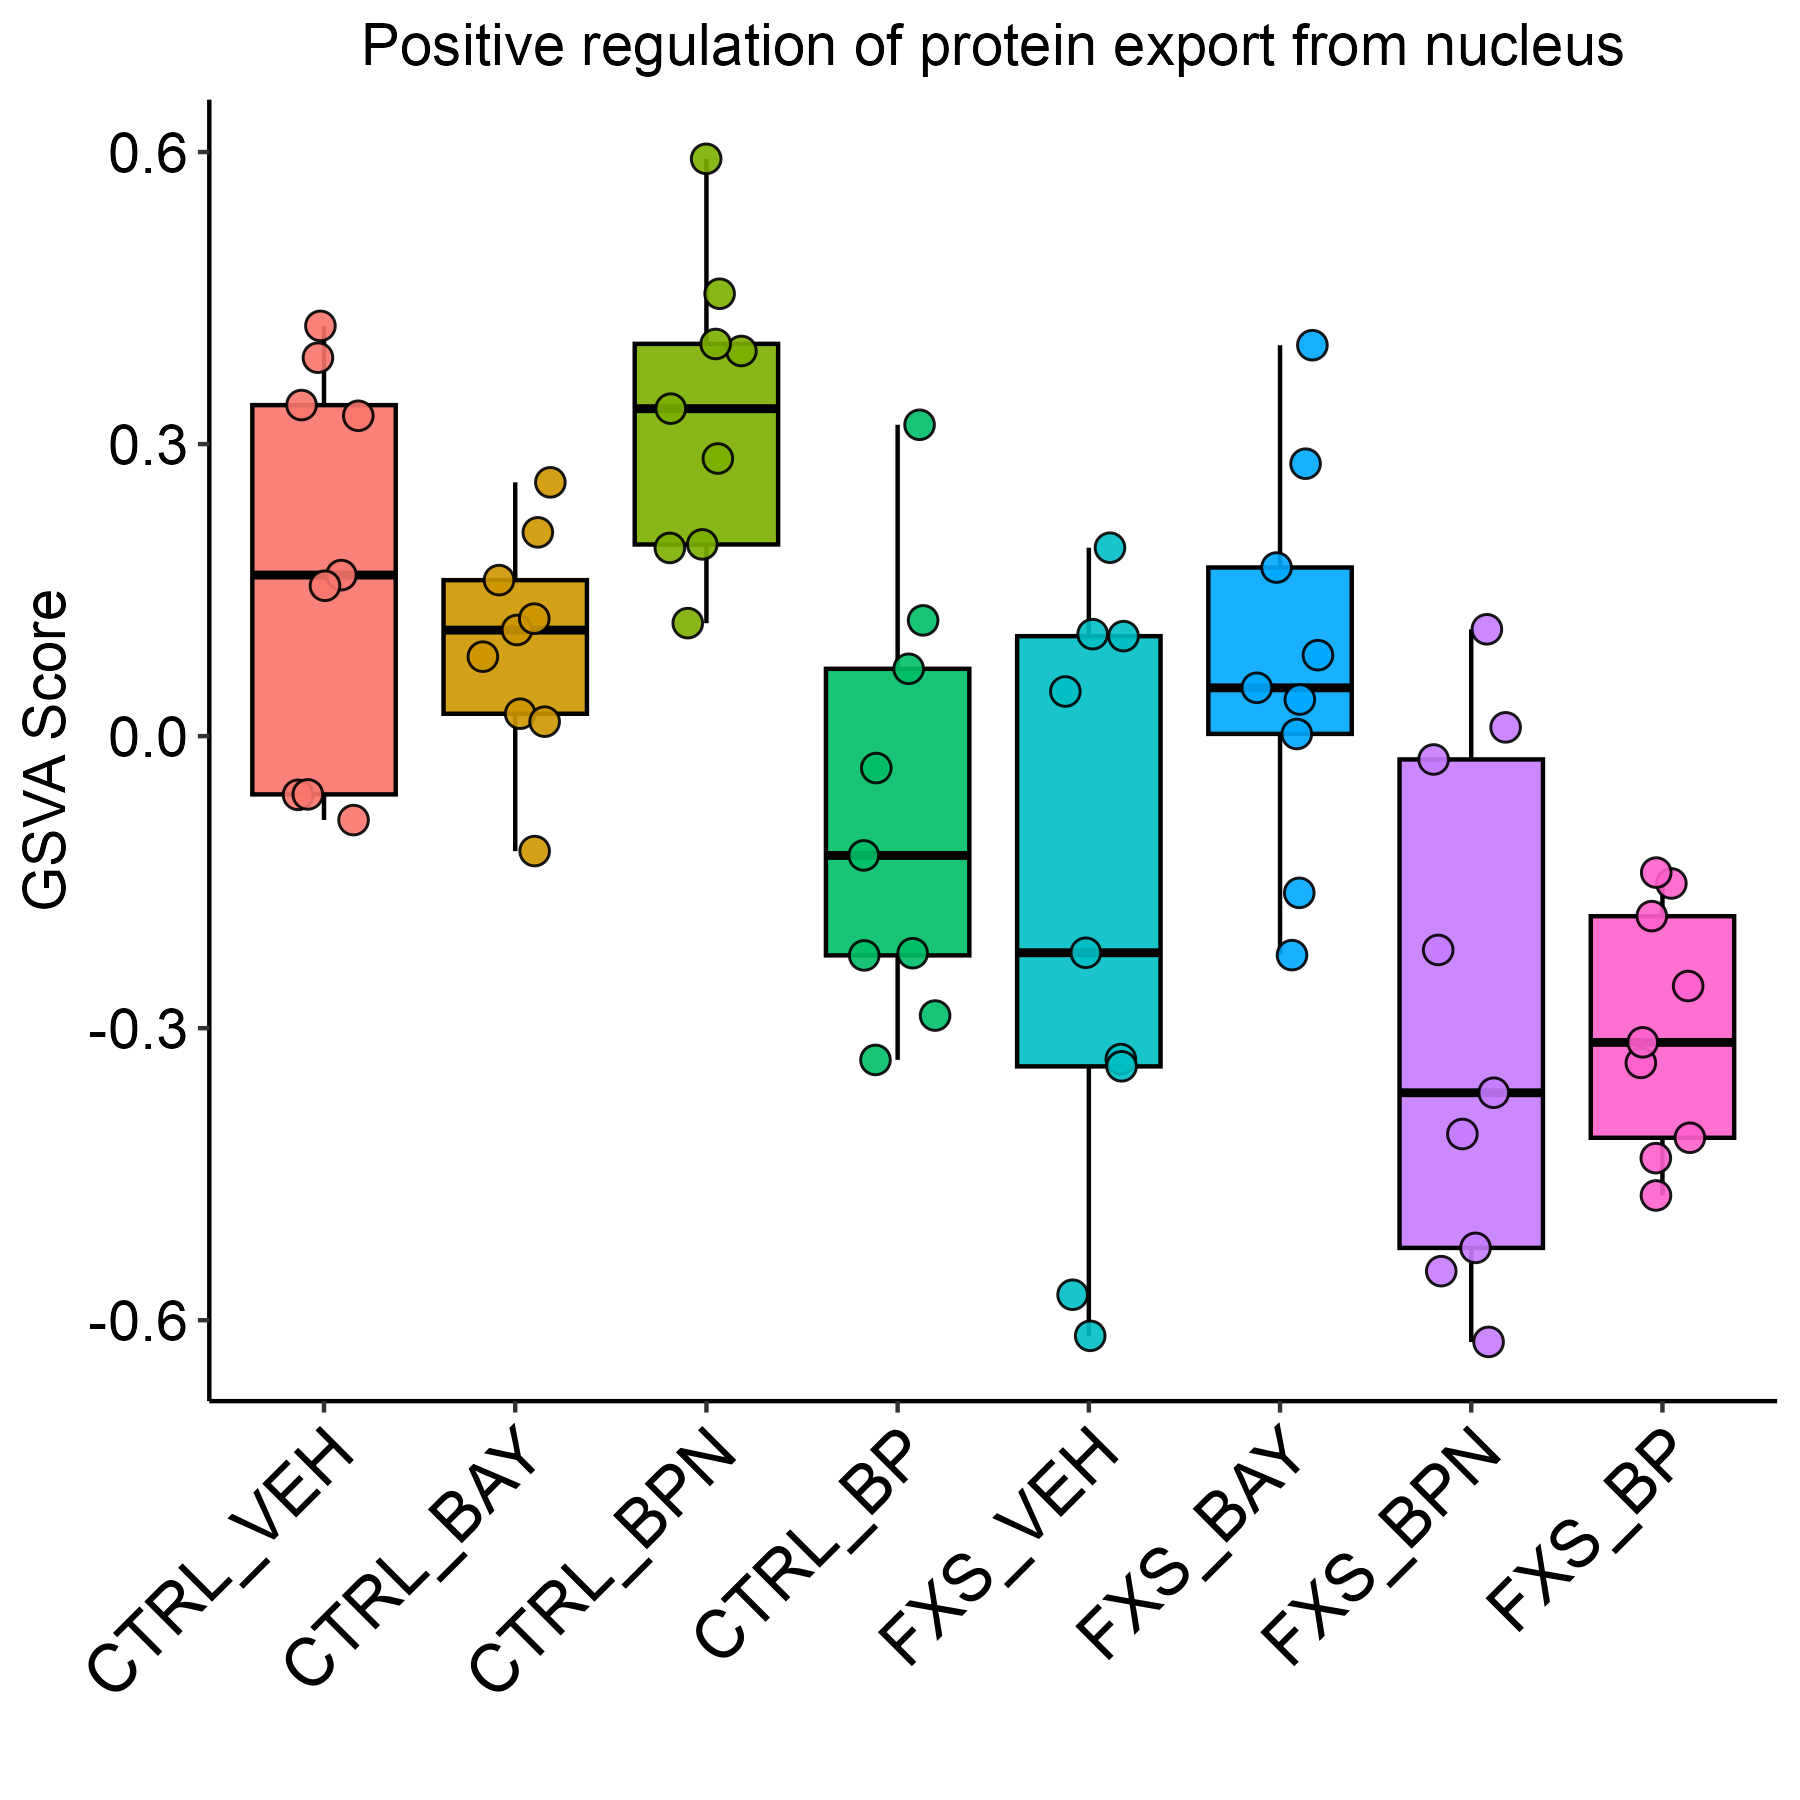 Positive regulation of protein export from nucleus
GSVA Score
0.6
0.3
0.0
-0.3
-0.6
CTRL_VEH
CTRL_BAY
CTRL_BPN
CTRL_BP
FXS_VEH
FXS_BAY
FXS_BPN
FXS_BP